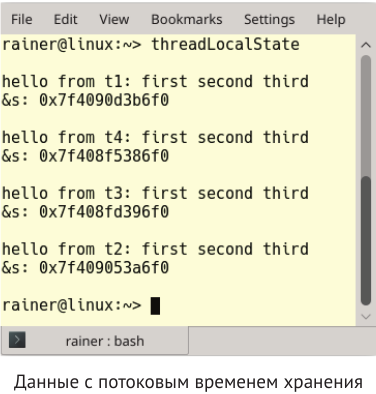 File Edit View Bookmarks Settings Help
rainer@linux:~> threadLocalState
hello from t1: first second third
&s: 0x7f4090d3b6f0
hello from t4: first second third
&s: 0x7f408f5386f0
hello from t3: first second third
&s: 0x7f408fd396f0
hello from t2: first second third
&s: 0x7f409053a6f0
rainer@linux:~>
rainer : bash
Данные с потоковым временем хранения